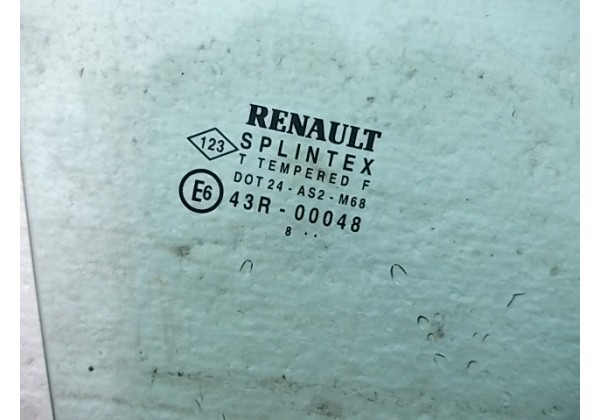 RENAULT
123 SPLINTEX
T TEMPERED F
DOT 24 - AS2 - M68
E6 43R - 00048
8 ..